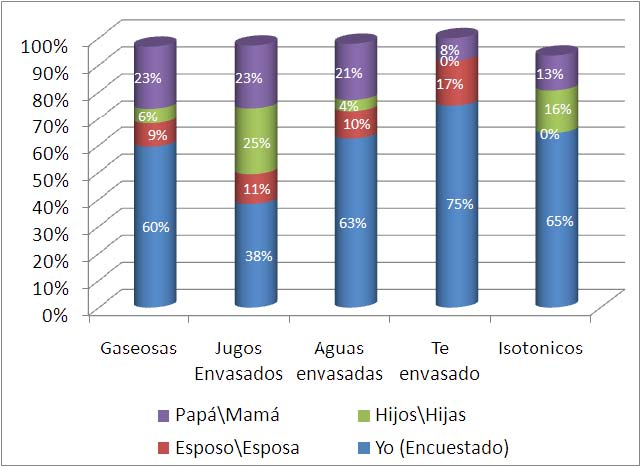 100%
90%
80%
70%
60%
50%
40%
30%
20%
10%
0%
23%
6%
9%
60%
23%
25%
11%
38%
21%
4%
10%
63%
8%
0%
17%
75%
13%
16%
0%
65%
Gaseosas
Jugos
Envasados
Aguas
envasadas
Te
envasado
Isotonicos
Papá\Mamá
Hijos\Hijas
Esposo\Esposa
Yo (Encuestado)